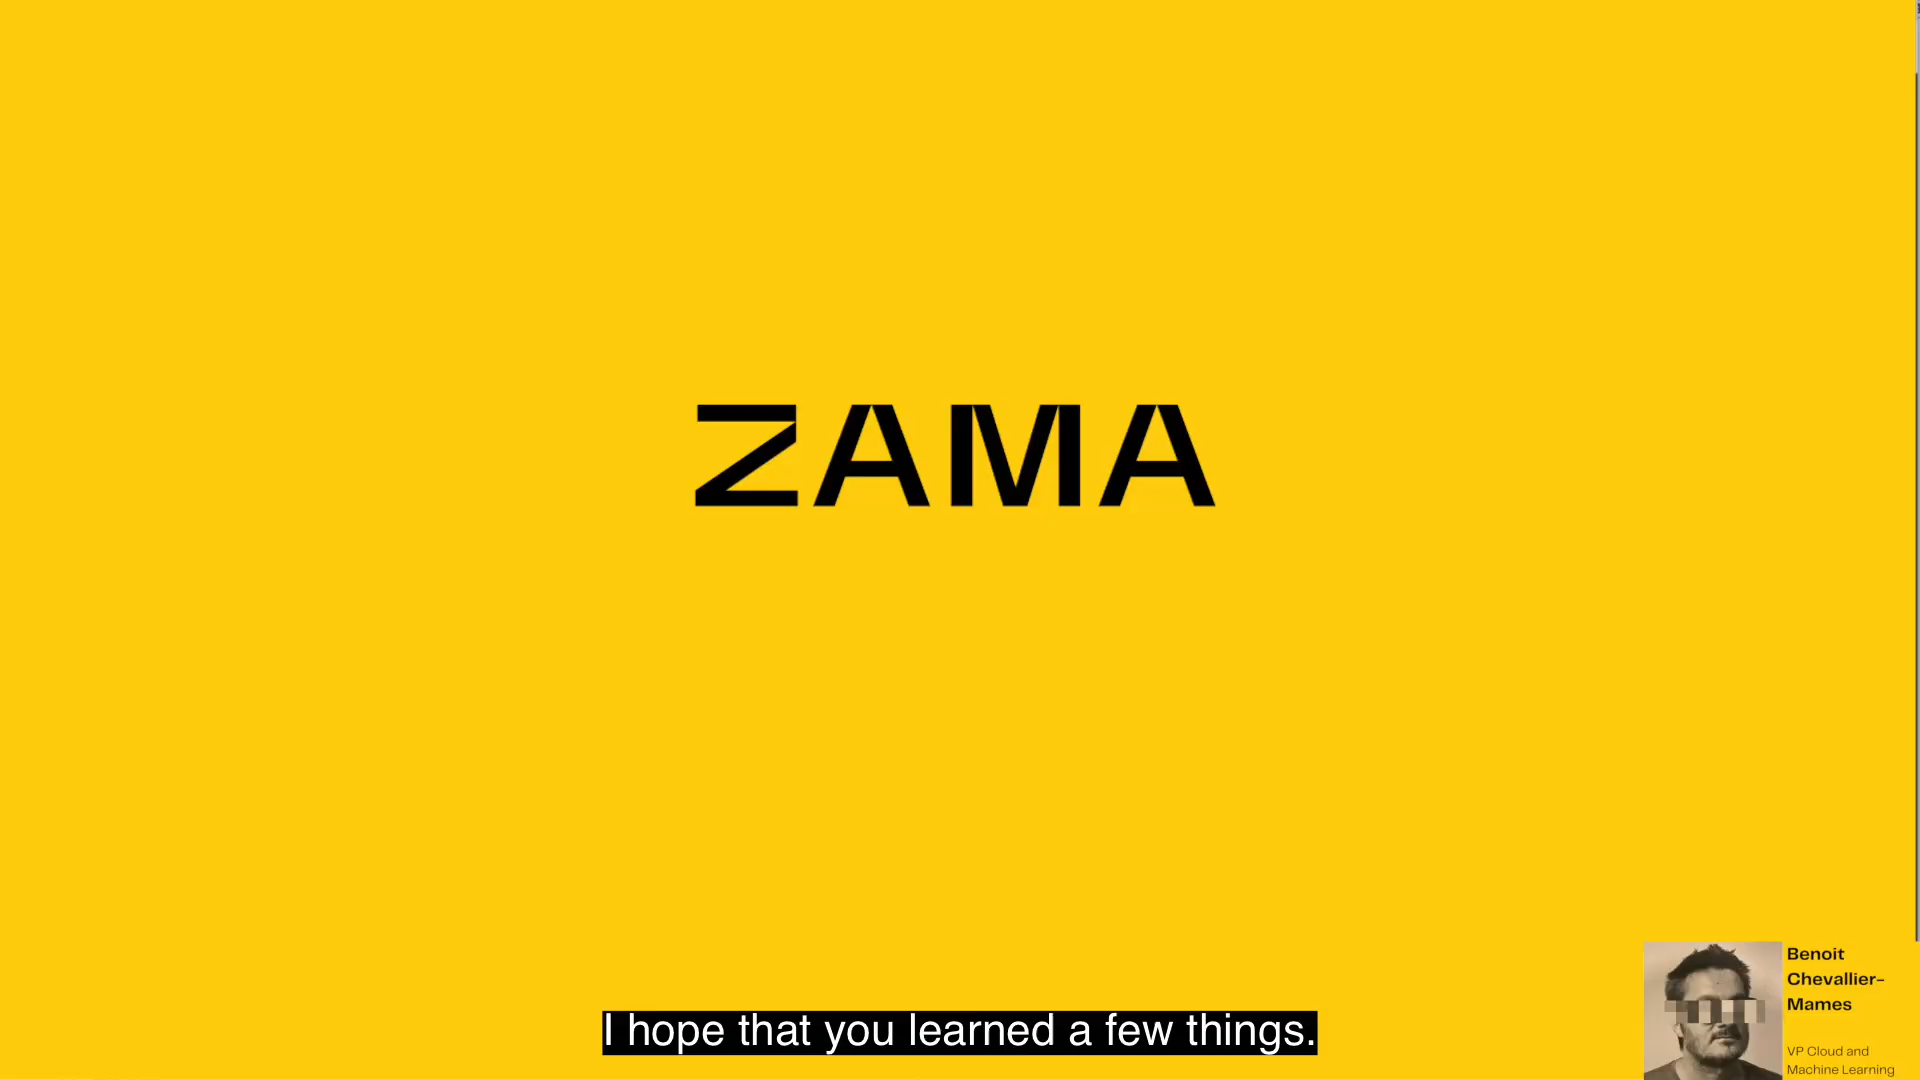 ZAMA
Benoit
Chevallier-
Mames
VP Cloud and
Machine Learning
I hope that you learned a few things.